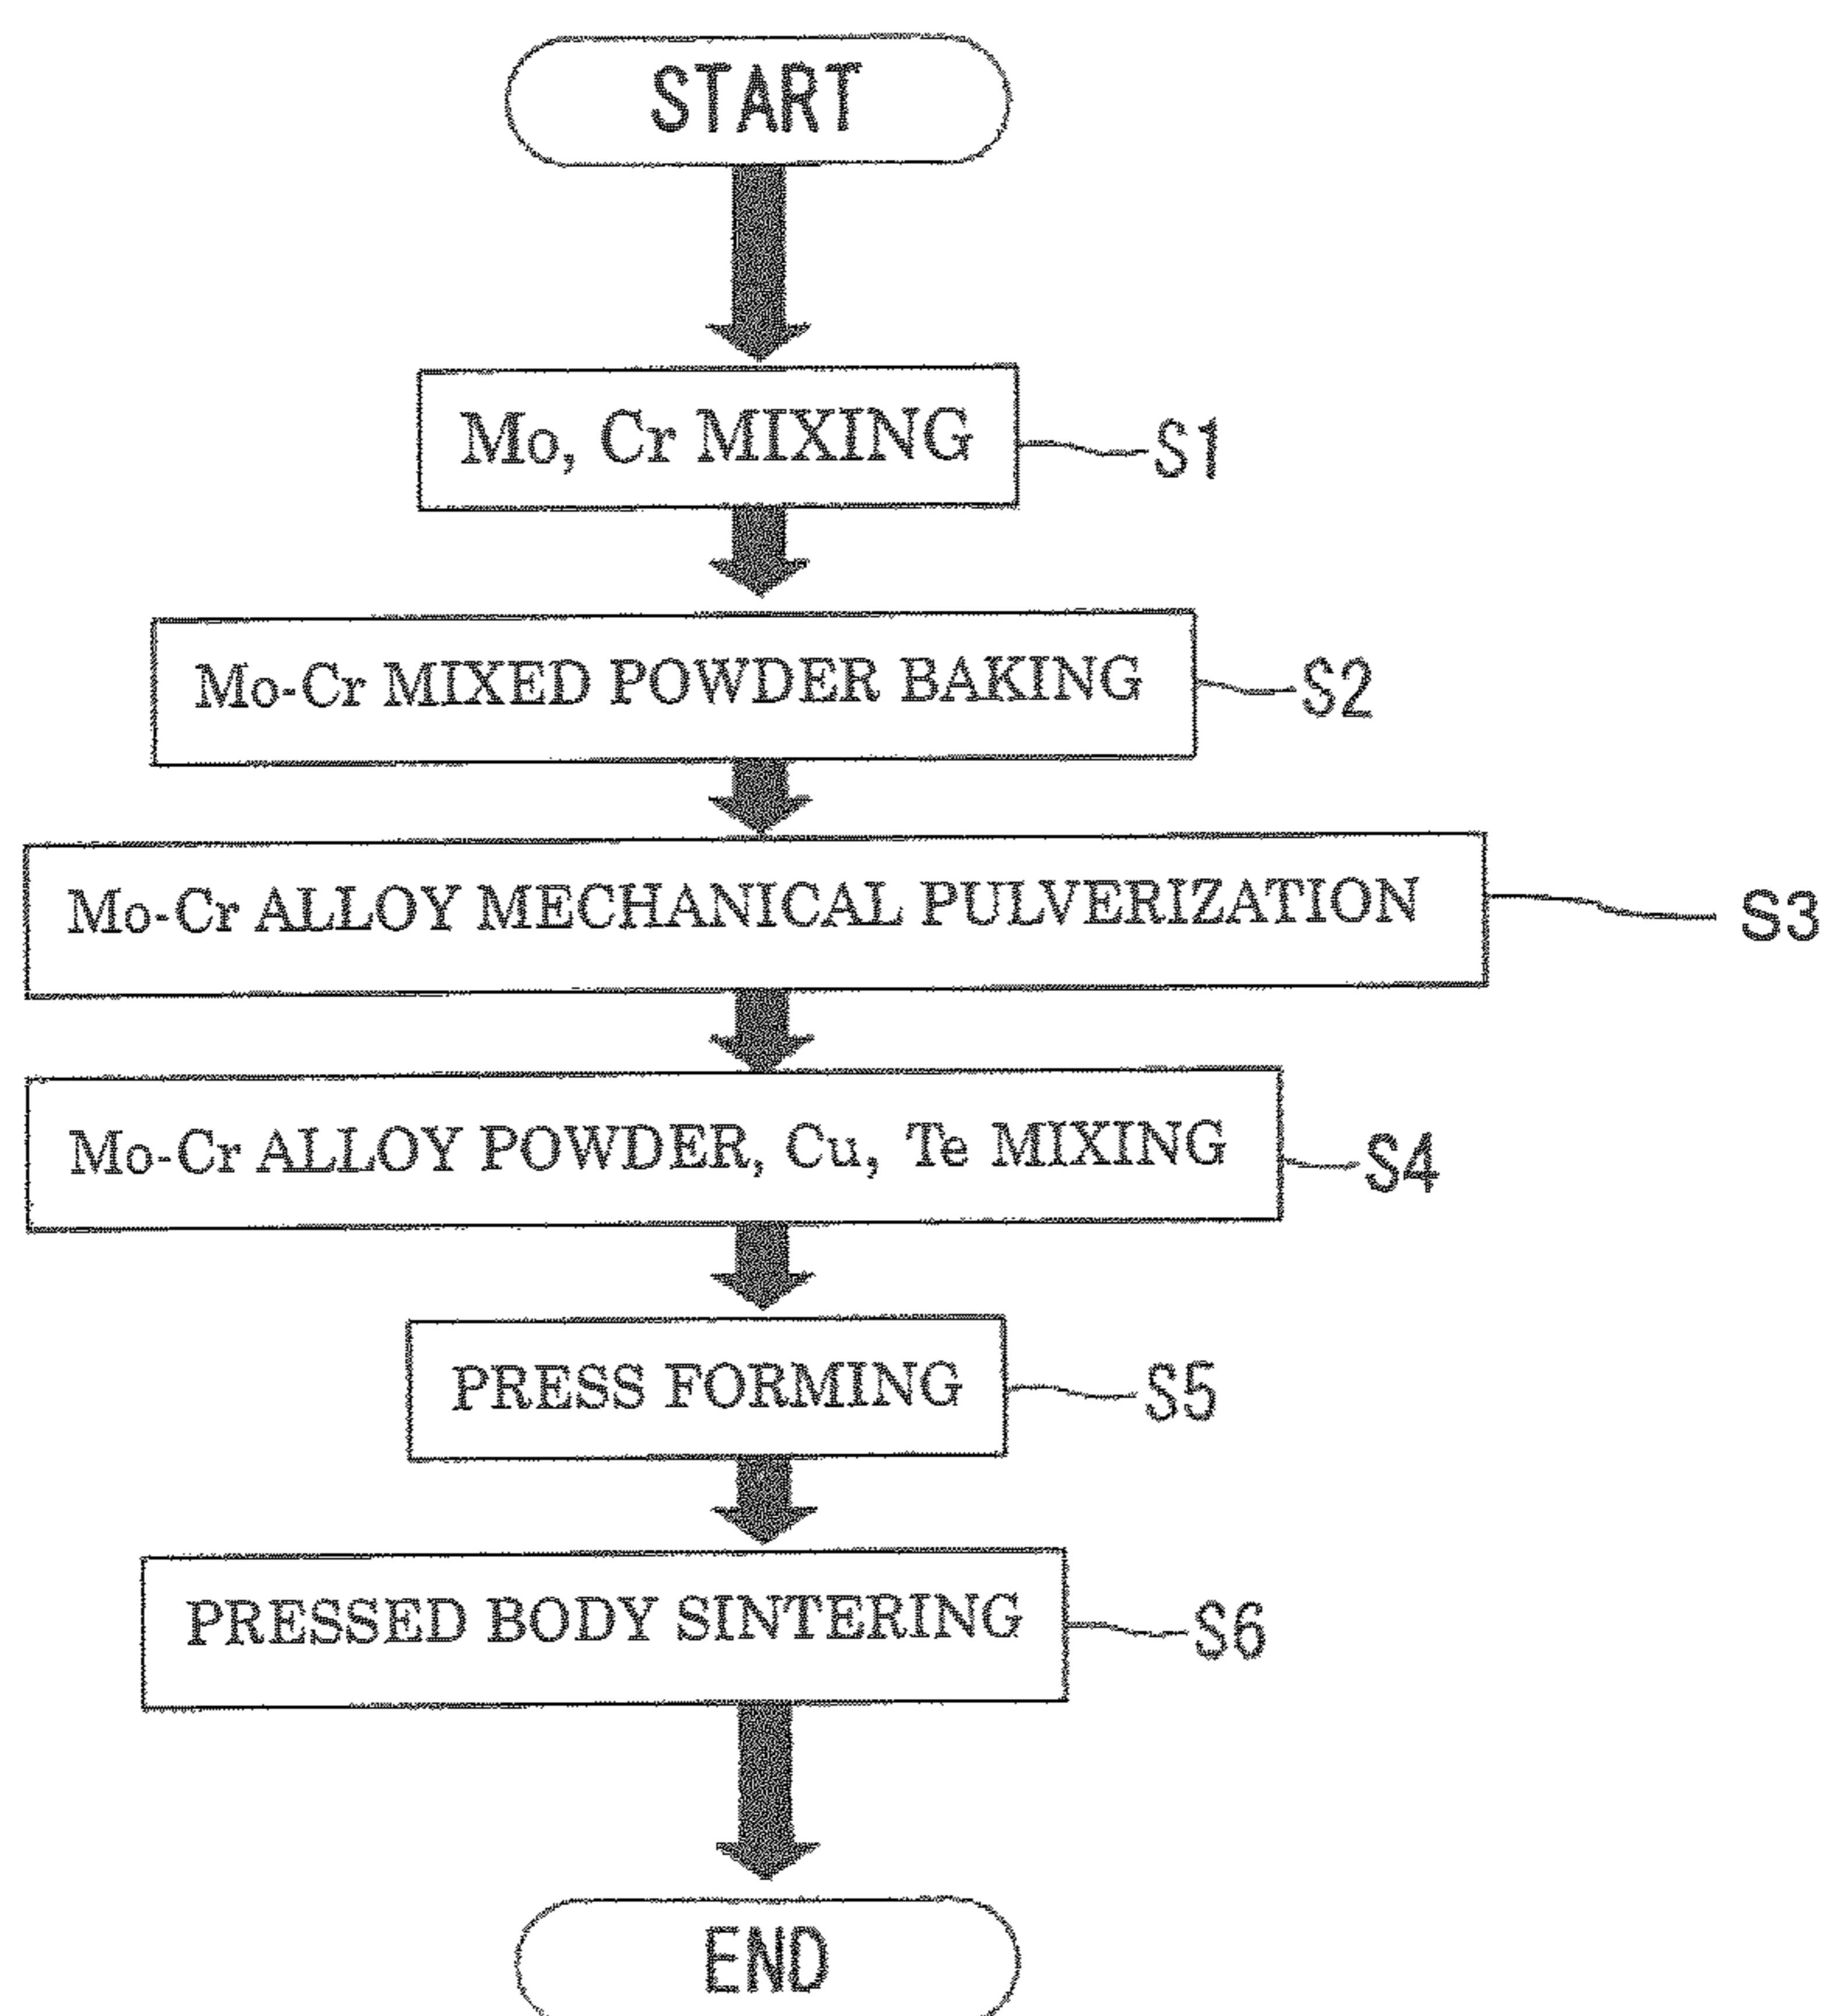 START
Mo, Cr MIXING
S1
Mo-Cr MIXED POWDER BAKING
S2
Mo-Cr ALLOY MECHANICAL PULVERIZATION
S3
Mo-Cr ALLOY POWDER, Cu, Te MIXING
S4
PRESS FORMING
S5
PRESSED BODY SINTERING
S6
END